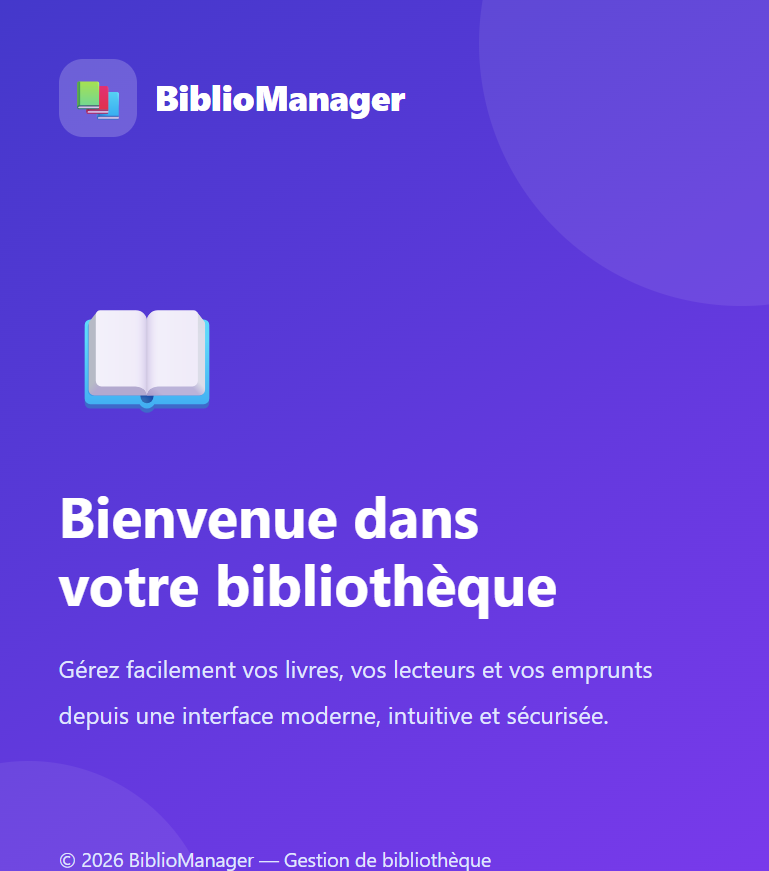 BiblioManager
Bienvenue dans
votre bibliothèque
Gérez facilement vos livres, vos lecteurs et vos emprunts
depuis une interface moderne, intuitive et sécurisée.
© 2026 BiblioManager — Gestion de bibliothèque